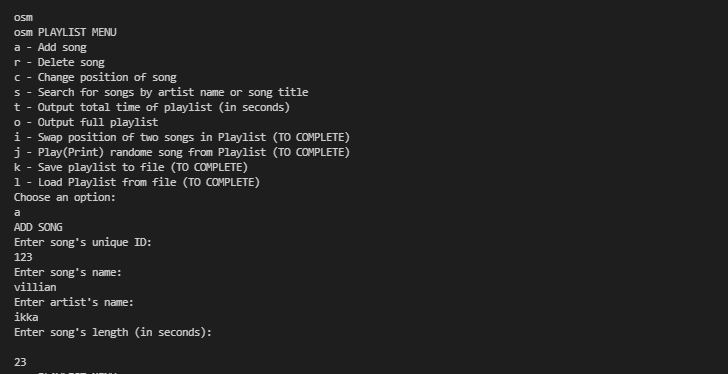 osm
osm PLAYLIST MENU
a - Add song
r - Delete song
c - Change position of song
s - Search for songs by artist name or song title
t - Output total time of playlist (in seconds)
o - Output full playlist
i - Swap position of two songs in Playlist (TO COMPLETE)
j - Play(Print) randome song from Playlist (TO COMPLETE)
k - Save playlist to file (TO COMPLETE)
l - Load Playlist from file (TO COMPLETE)
Choose an option:
a
ADD SONG
Enter song's unique ID:
123
Enter song's name:
villian
Enter artist's name:
ikka
Enter song's length (in seconds):
23